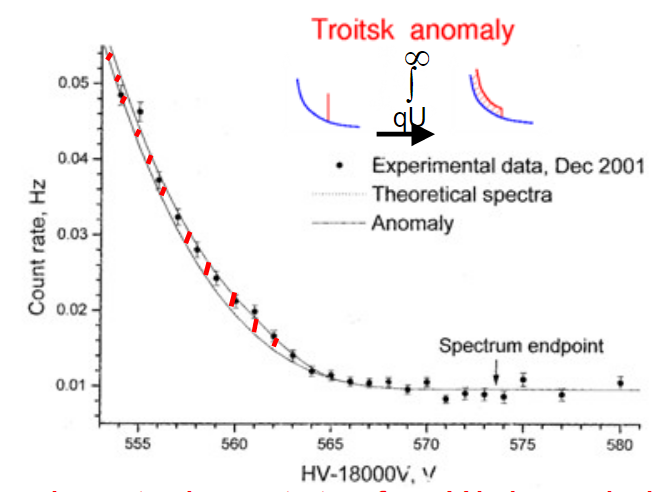 Troitsk anomaly
∞
∫
qU
Experimental data, Dec 2001
Theoretical spectra
Anomaly
Count rate, Hz
0.05
0.04
0.03
0.02
0.01
Spectrum endpoint
555
560
565
570
575
580
HV-18000V, V